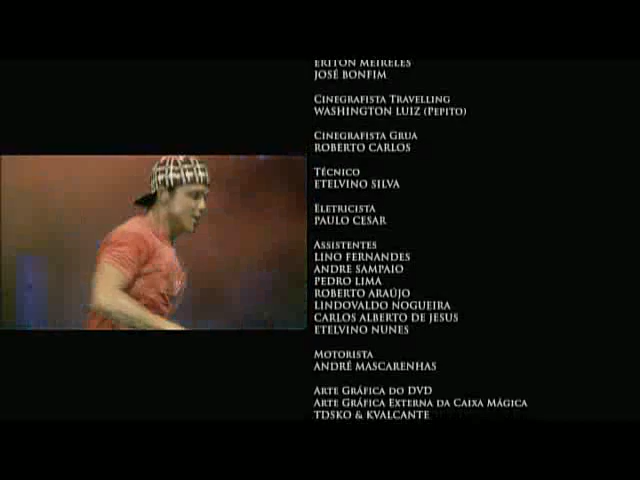 ERITON MEIRELES
JOSÉ BONFIM
Cinegrafista Travelling
WASHINGTON LUIZ (Pepito)
Cinegrafista Grua
ROBERTO CARLOS
Técnico
ETELVINO SILVA
Eletricista
PAULO CESAR
Assistentes
LINO FERNANDES
ANDRE SAMPAIO
PEDRO LIMA
ROBERTO ARAÚJO
LINDOVALDO NOGUEIRA
CARLOS ALBERTO DE JESUS
ETELVINO NUNES
Motorista
ANDRÉ MASCARENHAS
Arte Gráfica do DVD
Arte Gráfica Externa da Caixa Mágica
TDSKO & KVALCANTE